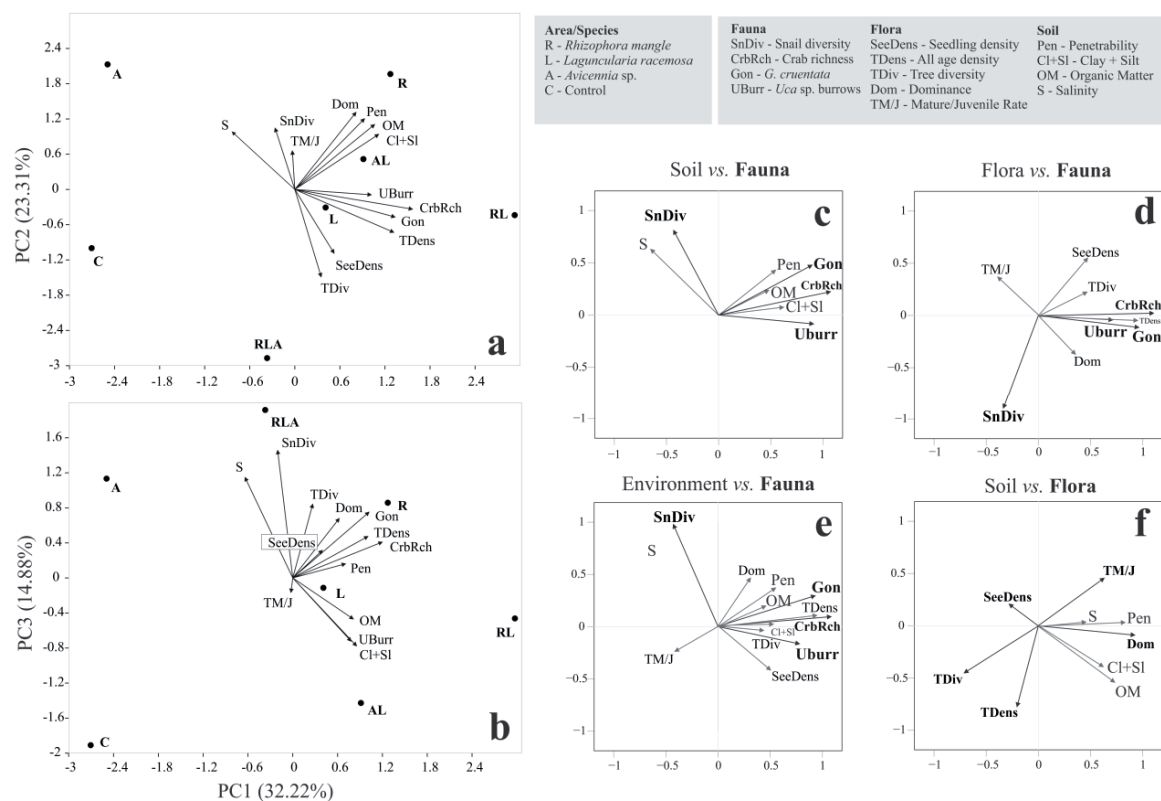 Area/Species
R - Rhizophora mangle
L - Laguncularia racemosa
A - Avicennia sp.
C - Control
Fauna
SnDiv - Snail diversity
CrbRch - Crab richness
Gon - G. cruentata
UBurr - Uca sp. burrows
Flora
SeeDens - Seedling density
TDens - All age density
TDiv - Tree diversity
Dom - Dominance
TM/J - Mature/Juvenile Rate
Soil
Pen - Penetrability
Cl+Sl - Clay + Silt
OM - Organic Matter
S - Salinity
PC2 (23.31%)
2.4
1.8
1.2
0.6
0
-0.6
-1.2
-1.8
-2.4
-3
A
R
Dom
Pen
S
SnDiv
OM
TM/J
Cl+Sl
AL
UBurr
CrbRch
L
RL
Gon
TDens
C
SeeDens
TDiv
RLA
a
-3 -2.4 -1.8 -1.2 -0.6 0 0.6 1.2 1.8 2.4
PC3 (14.88%)
1.6
1.2
0.8
0.4
0
-0.4
-0.8
-1.2
-1.6
-2
RLA
SnDiv
S
A
TDiv
R
Dom
Gon
TDens
SeeDens
CrbRch
Pen
TM/J
L
OM
RL
UBurr
Cl+Sl
AL
C
b
-3 -2.4 -1.8 -1.2 -0.6 0 0.6 1.2 1.8 2.4
PC1 (32.22%)
Soil vs. Fauna
c
1
0.5
0
−0.5
−1
SnDiv
S
Pen
Gon
OM
CrbRch
Cl+Sl
Uburr
−1 −0.5 0 0.5 1
Flora vs. Fauna
d
1
0.5
0
−0.5
−1
SeeDens
TM/J
TDiv
CrbRch
TDens
Uburr
Gon
Dom
SnDiv
−1 −0.5 0 0.5 1
Environment vs. Fauna
e
1
0.5
0
−0.5
−1
SnDiv
S
Dom
Pen
Gon
OM
TDens
CrbRch
Cl+Sl
TDiv
Uburr
TM/J
SeeDens
−1 −0.5 0 0.5 1
Soil vs. Flora
f
1
0.5
0
−0.5
−1
TM/J
SeeDens
S
Pen
Dom
Cl+Sl
TDiv
OM
TDens
−1 −0.5 0 0.5 1